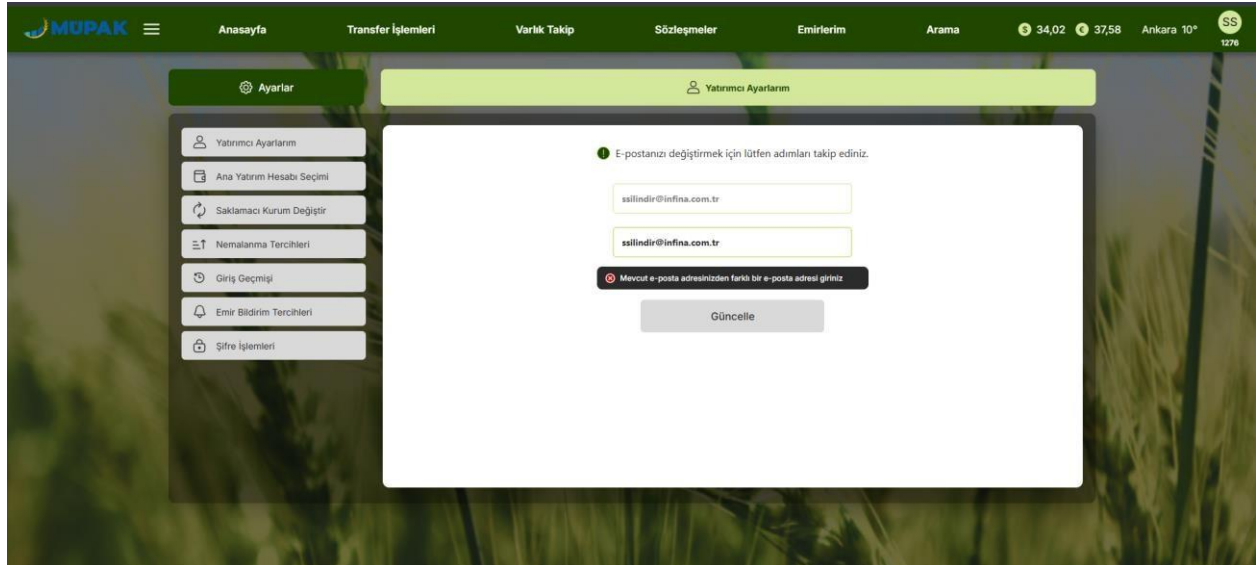 MÜPAK
Anasayfa
Transfer İşlemleri
Varlık Takip
Sözleşmeler
Emirlerim
Arama
$ 34,02 € 37,58
Ankara 10°
SS
1276
Ayarlar
Yatırımcı Ayarlarım
Yatırımcı Ayarlarım
Ana Yatırım Hesabı Seçimi
Saklamacı Kurum Değiştir
Nemalanma Tercihleri
Giriş Geçmişi
Emir Bildirim Tercihleri
Şifre İşlemleri
E-postanızı değiştirmek için lütfen adımları takip ediniz.
ssilindir@infina.com.tr
ssilindir@infina.com.tr
Mevcut e-posta adresinizden farklı bir e-posta adresi giriniz
Güncelle